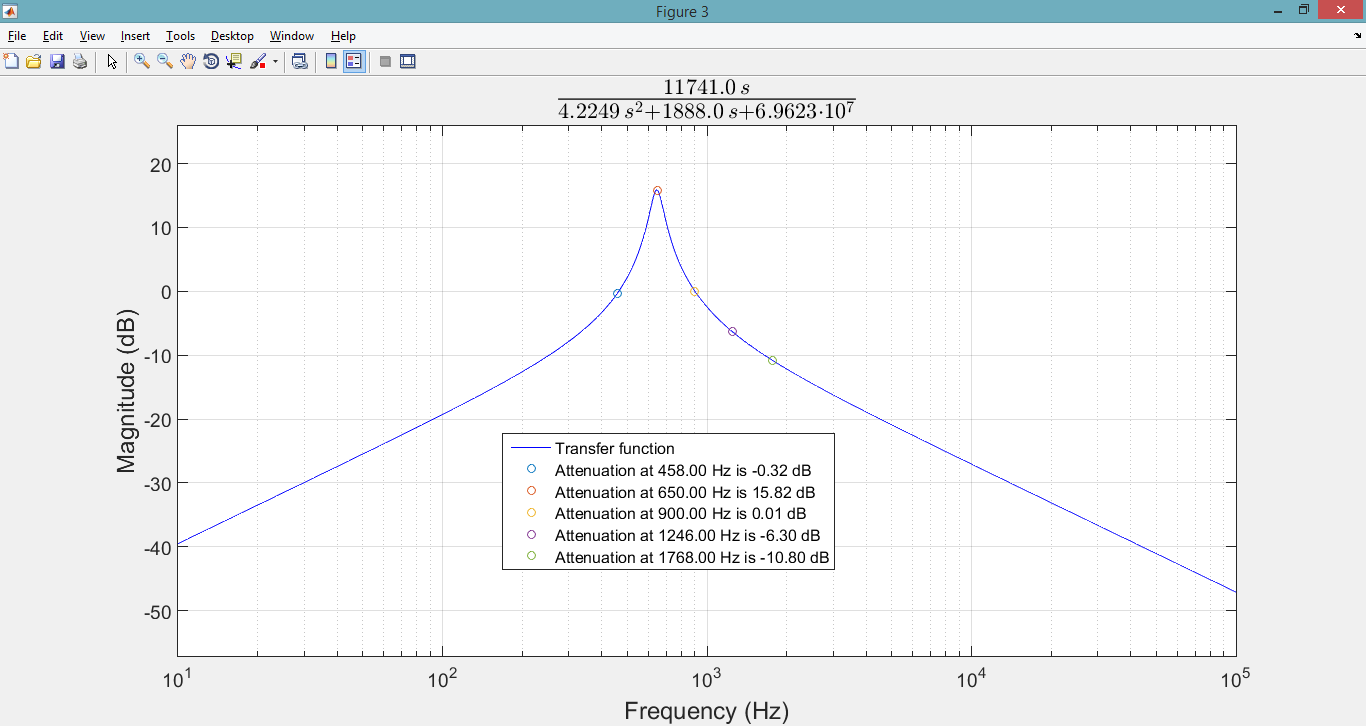 Figure 3
File Edit View Insert Tools Desktop Window Help
11741.0 s
4.2249 s²+1888.0 s+6.9623·10⁷
20
10
0
-10
-20
-30
-40
-50
Magnitude (dB)
Transfer function
Attenuation at 458.00 Hz is -0.32 dB
Attenuation at 650.00 Hz is 15.82 dB
Attenuation at 900.00 Hz is 0.01 dB
Attenuation at 1246.00 Hz is -6.30 dB
Attenuation at 1768.00 Hz is -10.80 dB
10¹ 10² 10³ 10⁴ 10⁵
Frequency (Hz)